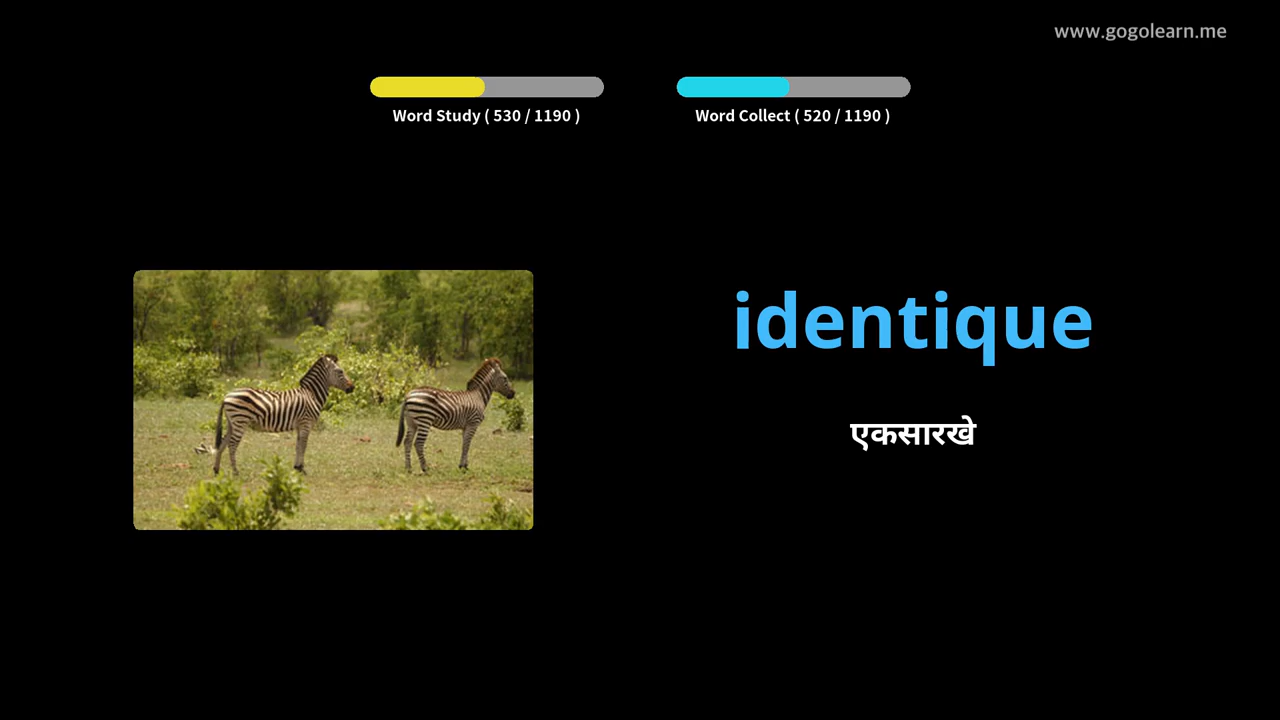 www.gogolearn.me
Word Study ( 530 / 1190 )
Word Collect ( 520 / 1190 )
identique
एकसारखे